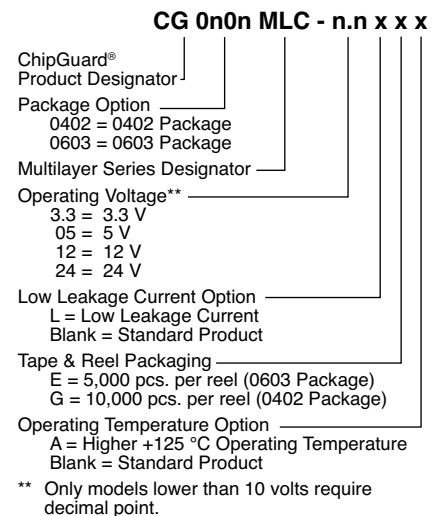 CG 0n0n MLC - n.n x x x
ChipGuard®
Product Designator
Package Option
0402 = 0402 Package
0603 = 0603 Package
Multilayer Series Designator
Operating Voltage**
3.3 = 3.3 V
05 = 5 V
12 = 12 V
24 = 24 V
Low Leakage Current Option
L = Low Leakage Current
Blank = Standard Product
Tape & Reel Packaging
E = 5,000 pcs. per reel (0603 Package)
G = 10,000 pcs. per reel (0402 Package)
Operating Temperature Option
A = Higher +125 °C Operating Temperature
Blank = Standard Product
** Only models lower than 10 volts require
decimal point.